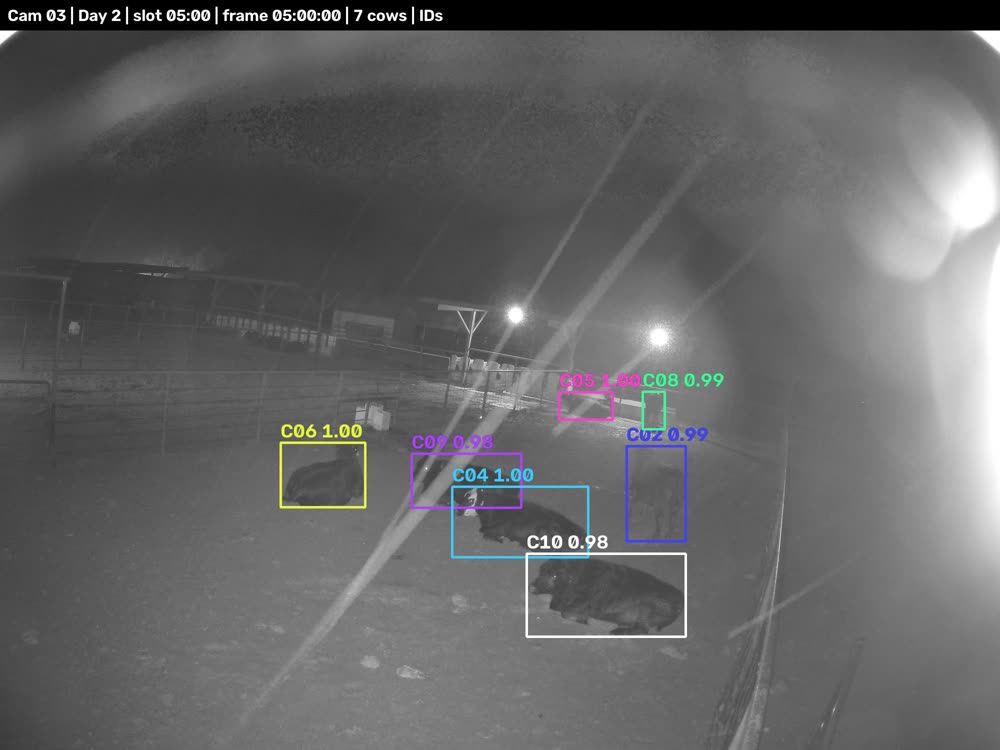 Cam 03 | Day 2 | slot 05:00 | frame 05:00:00 | 7 cows | IDs
C05 1.00
C08 0.99
C06 1.00
C09 0.98
C02 0.99
C04 1.00
C10 0.98